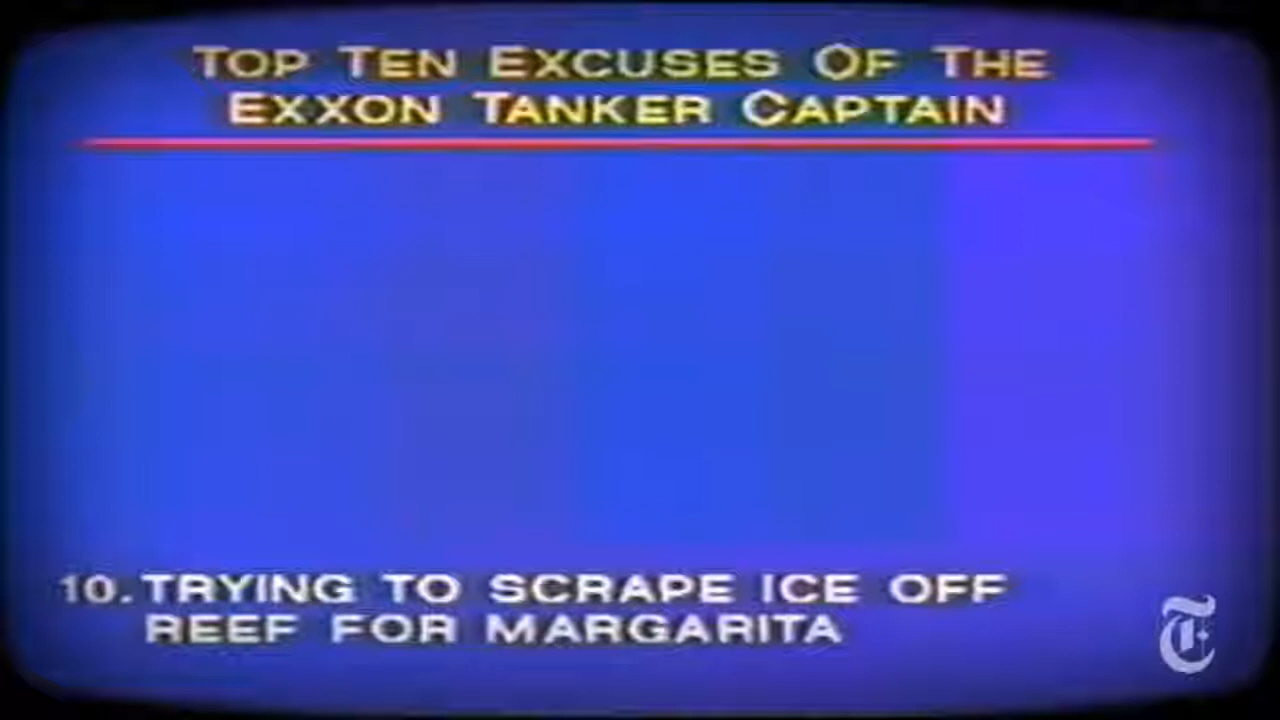 TOP TEN EXCUSES OF THE
EXXON TANKER CAPTAIN
10. TRYING TO SCRAPE ICE OFF
REEF FOR MARGARITA
T